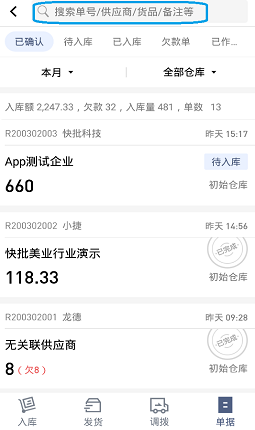 搜索单号/供应商/货品/备注等
已确认 待入库 已入库 欠款单 已作...
本月 全部仓库
入库额 2,247.33，欠款 32，入库量 481，单数 13
R200302003 快批科技 昨天 15:17
App测试企业 待入库
660 初始仓库
R200302002 小捷 昨天 14:56
已完成
快批美业行业演示
118.33 初始仓库
R200302001 龙德 昨天 09:28
已完成
无关联供应商
8（欠8） 初始仓库
入库 发货 调拨 单据